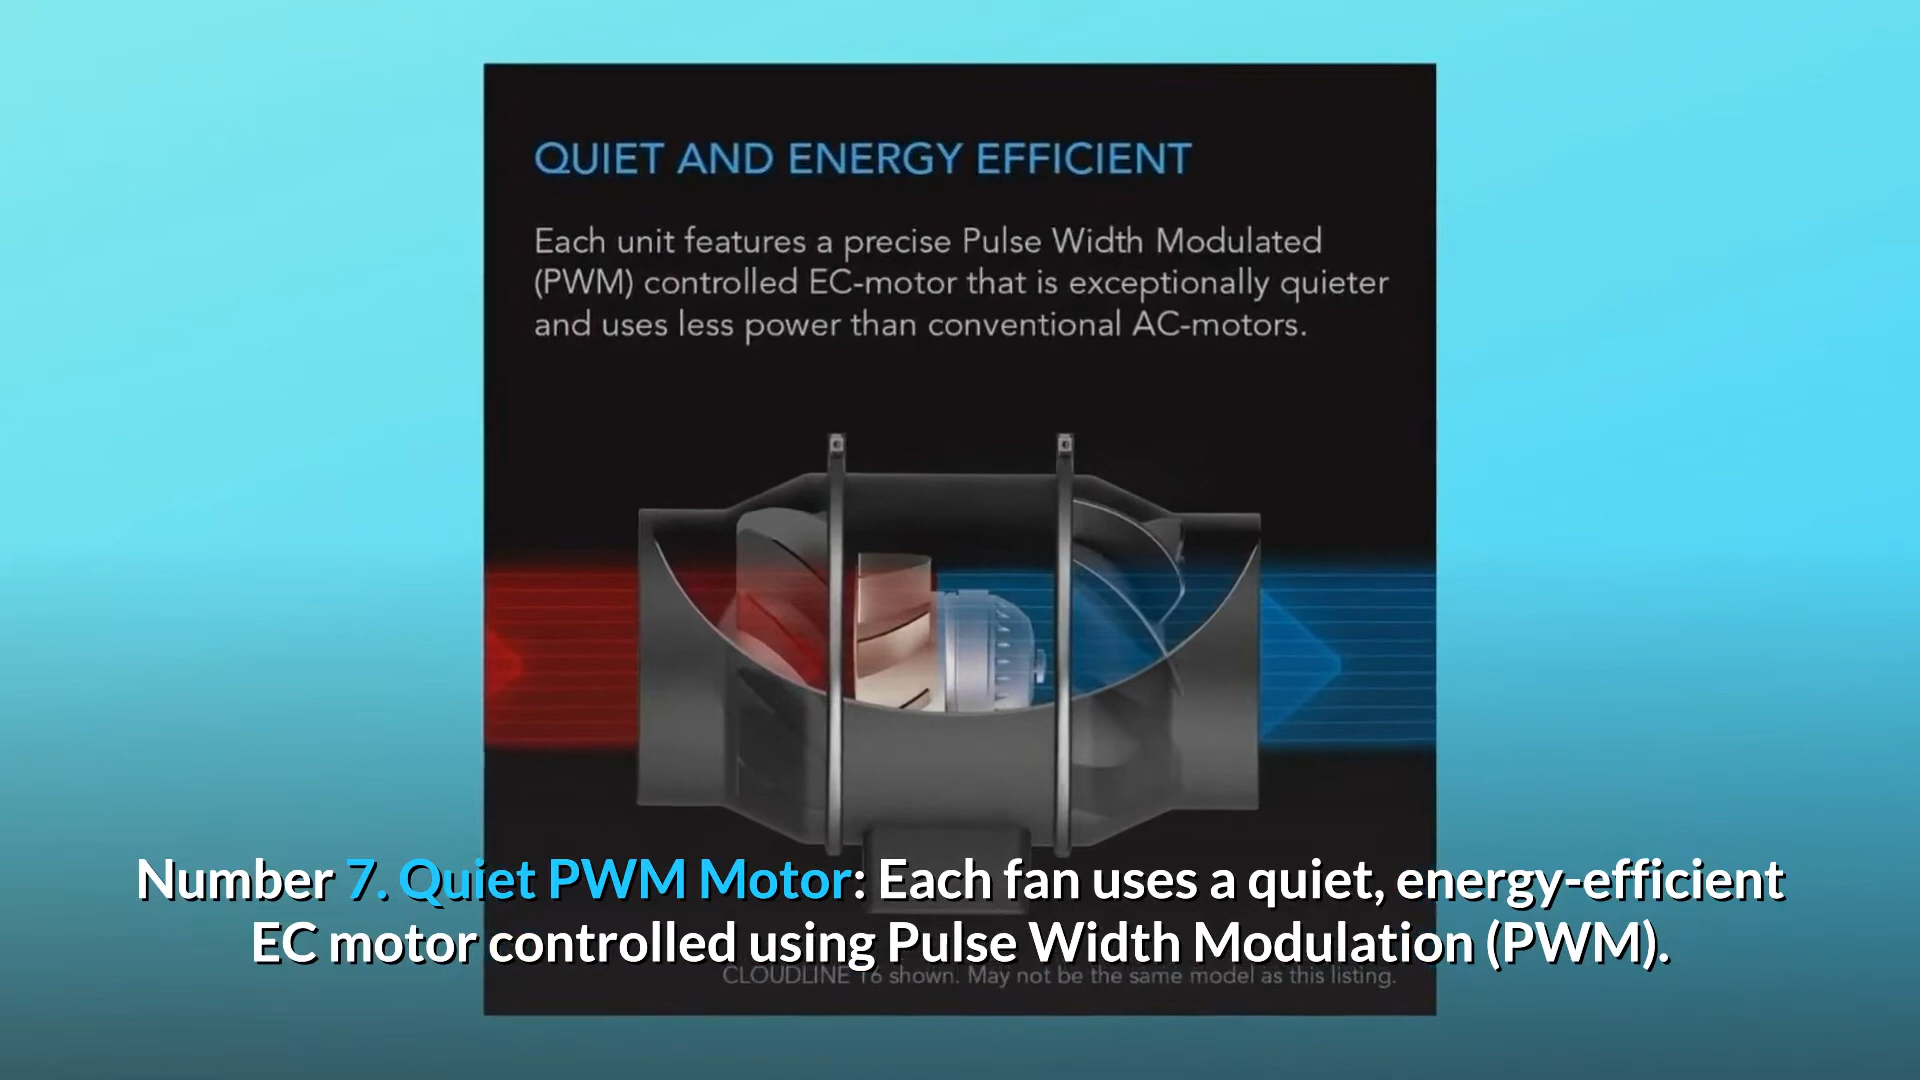 QUIET AND ENERGY EFFICIENT
Each unit features a precise Pulse Width Modulated
(PWM) controlled EC-motor that is exceptionally quieter
and uses less power than conventional AC-motors.
Number 7. Quiet PWM Motor: Each fan uses a quiet, energy-efficient
EC motor controlled using Pulse Width Modulation (PWM).
CLOUDLINE T6 shown. May not be the same model as this listing.